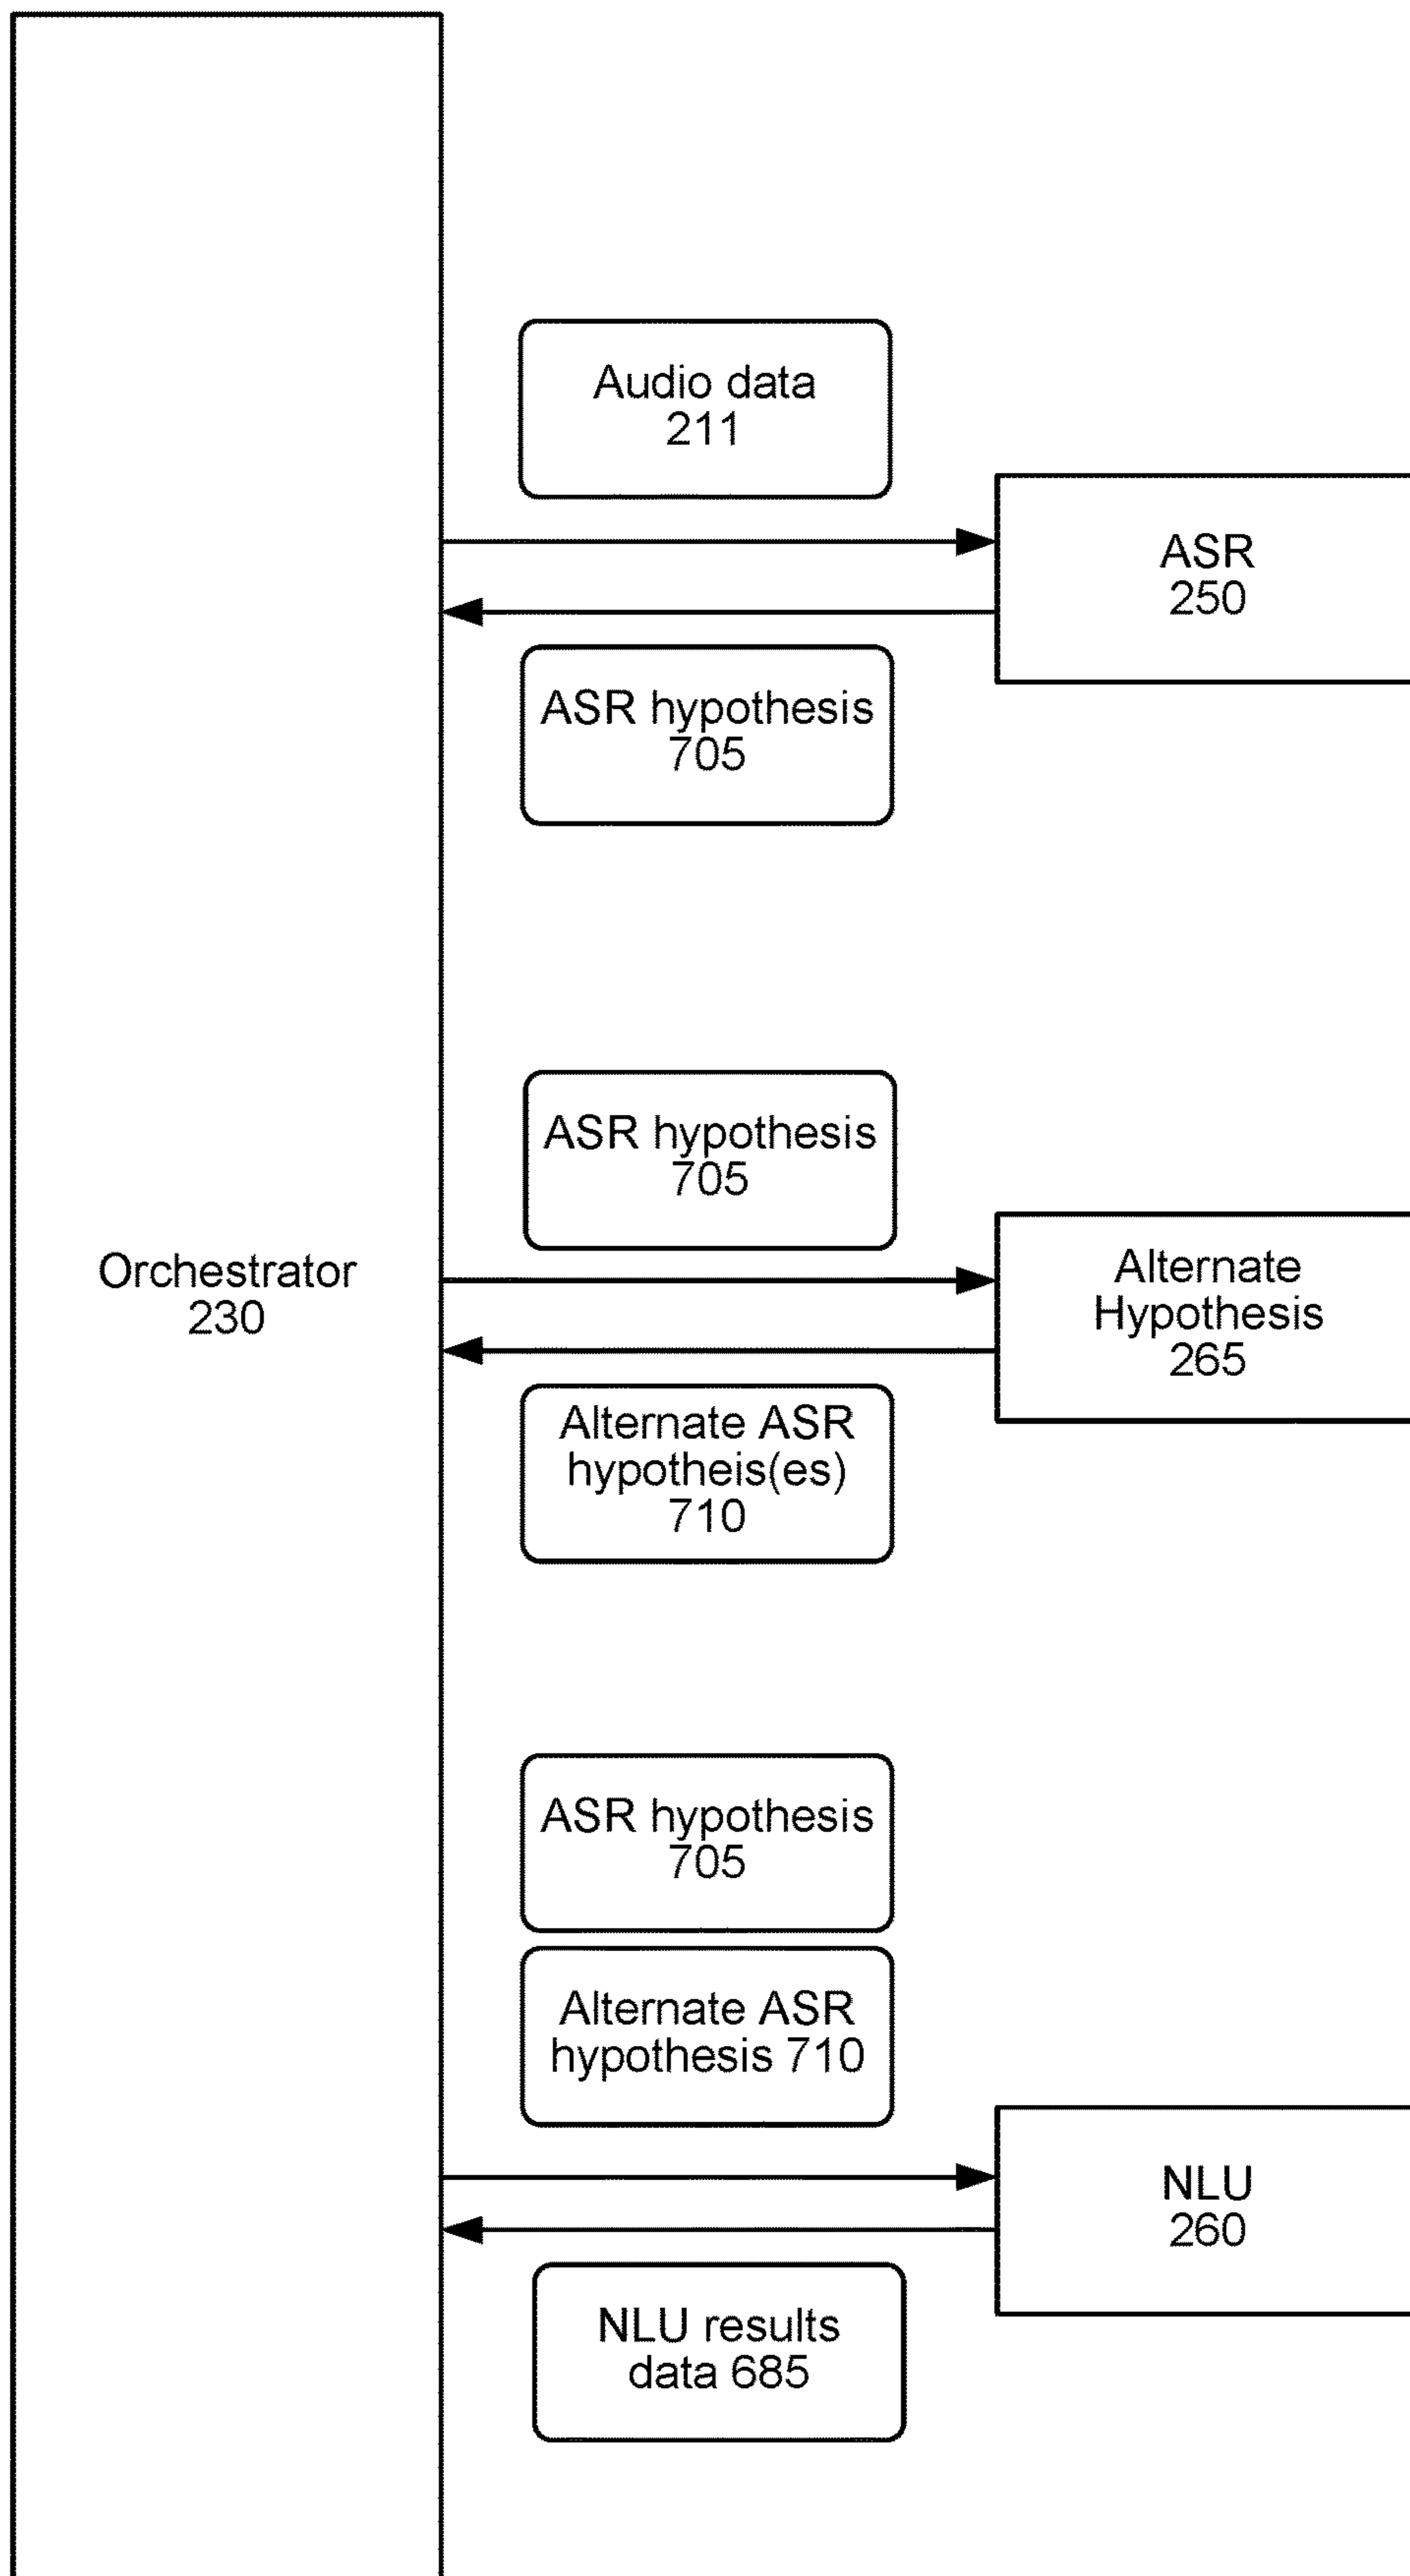 Audio data
211
ASR
250
ASR hypothesis
705
ASR hypothesis
705
Orchestrator
230
Alternate
Hypothesis
265
Alternate ASR
hypotheis(es)
710
ASR hypothesis
705
Alternate ASR
hypothesis 710
NLU
260
NLU results
data 685